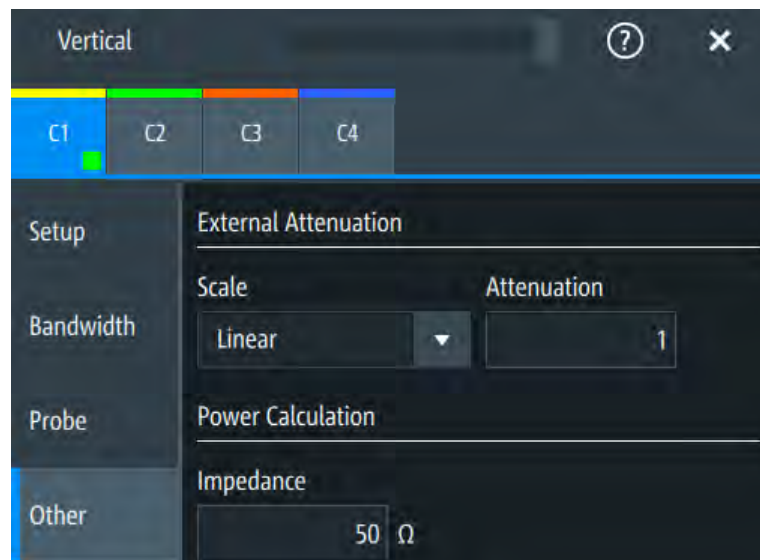 Vertical ? ×
C1 C2 C3 C4
Setup
External Attenuation
Scale Attenuation
Bandwidth
Linear 1
Probe
Power Calculation
Impedance
Other
50 Ω